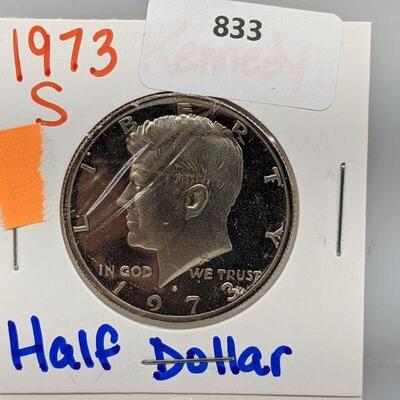 833
1973 Kennedy
S
LIBERTY
IN GOD WE TRUST
S
1973
Half Dollar